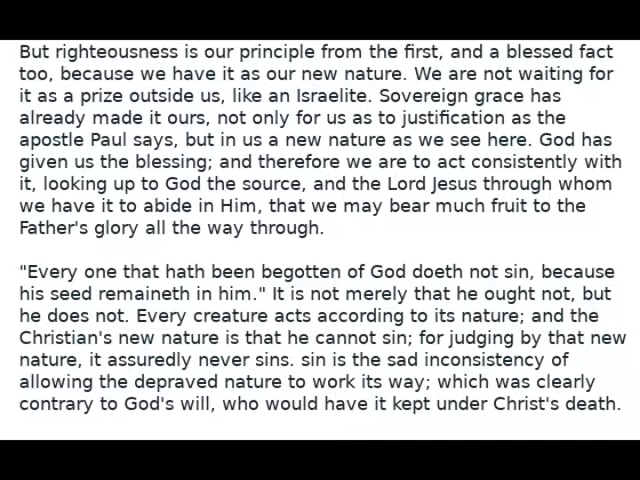 But righteousness is our principle from the first, and a blessed fact
too, because we have it as our new nature. We are not waiting for
it as a prize outside us, like an Israelite. Sovereign grace has
already made it ours, not only for us as to justification as the
apostle Paul says, but in us a new nature as we see here. God has
given us the blessing; and therefore we are to act consistently with
it, looking up to God the source, and the Lord Jesus through whom
we have it to abide in Him, that we may bear much fruit to the
Father's glory all the way through.

"Every one that hath been begotten of God doeth not sin, because
his seed remaineth in him." It is not merely that he ought not, but
he does not. Every creature acts according to its nature; and the
Christian's new nature is that he cannot sin; for judging by that new
nature, it assuredly never sins. sin is the sad inconsistency of
allowing the depraved nature to work its way; which was clearly
contrary to God's will, who would have it kept under Christ's death.